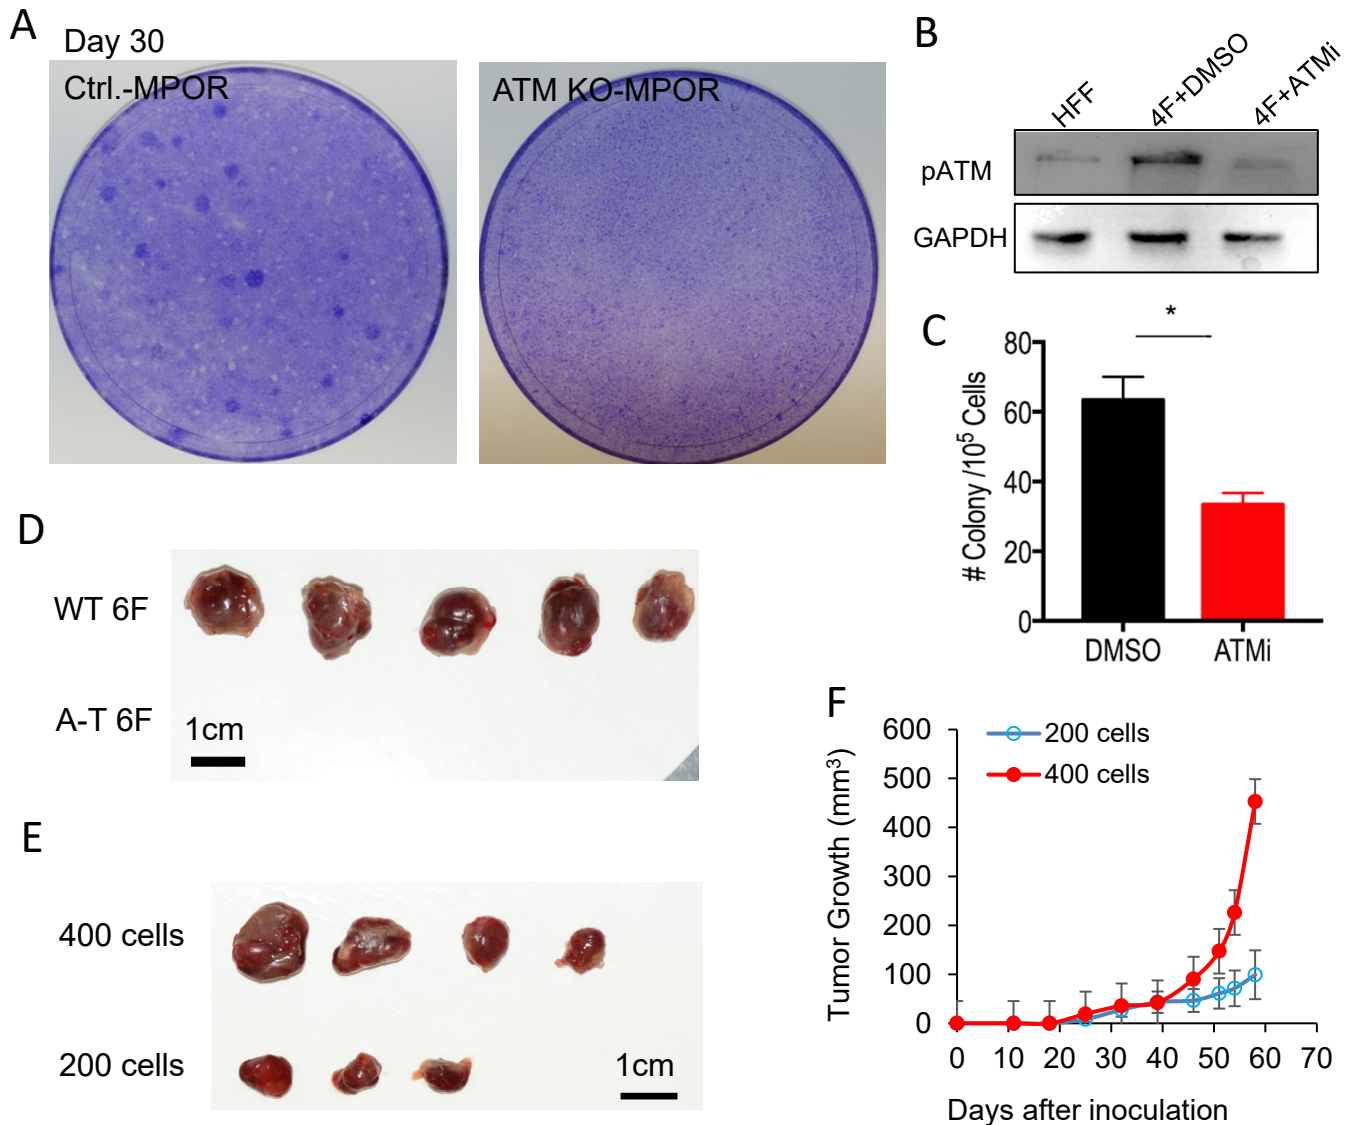 A
Day 30
Ctrl.-MPOR
ATM KO-MPOR
B
HFF
4F+DMSO
4F+ATMi
pATM
GAPDH
C
*
# Colony /10⁵ Cells
80
60
40
20
0
DMSO
ATMi
D
WT 6F
A-T 6F
1cm
E
400 cells
200 cells
1cm
F
200 cells
400 cells
Tumor Growth (mm³)
600
500
400
300
200
100
0
0 10 20 30 40 50 60 70
Days after inoculation